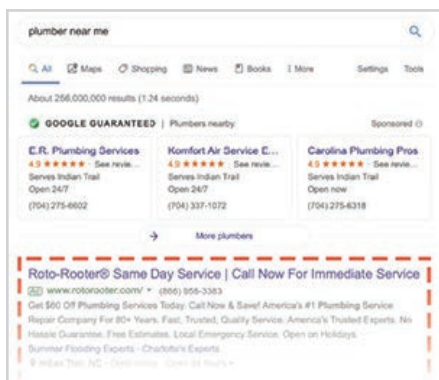 plumber near me
All Maps Shopping News Books More Settings Tools
About 256,000,000 results (1.24 seconds)
GOOGLE GUARANTEED | Plumbers nearby Sponsored
E.R. Plumbing Services
4.9 ★★★★★ · See revie...
Serves Indian Trail
Open 24/7
(704) 275-6602
Komfort Air Service E...
4.9 ★★★★★ · See revie...
Serves Indian Trail
Open 24/7
(704) 337-1072
Carolina Plumbing Pros
4.9 ★★★★★ · See revie...
Serves Indian Trail
Open now
(704) 275-6318
→ More plumbers
Roto-Rooter® Same Day Service | Call Now For Immediate Service
Ad www.rotorooter.com/ (866) 955-3383
Get $60 Off Plumbing Services Today. Call Now & Save! America's #1 Plumbing Service
Repair Company For 80+ Years. Fast, Trusted, Quality Service. America's Trusted Experts. No
Hassle Guarantee. Free Estimates. Local Emergency Service. Open on Holidays.
Summer Flooding Experts · Charlotte's Experts
Indian Trail, NC